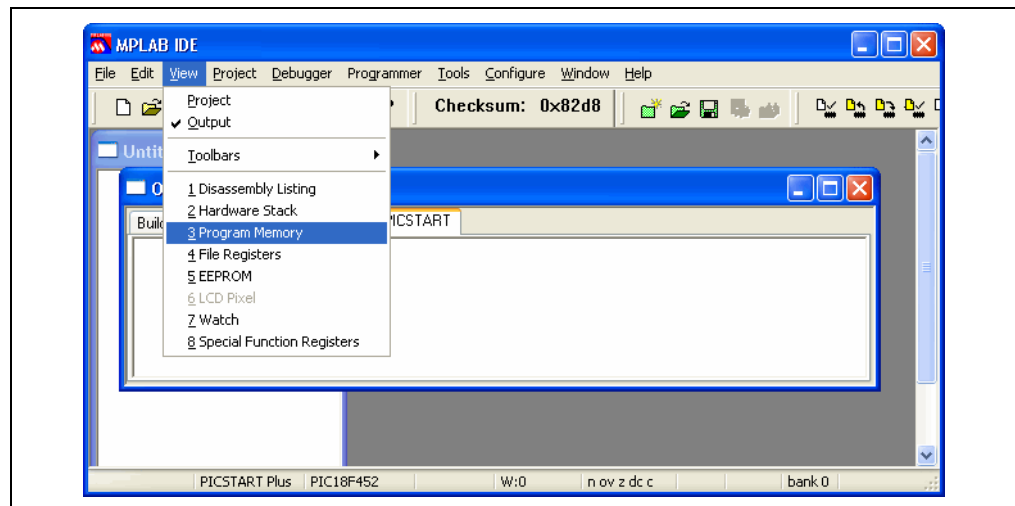 MPLAB IDE
File Edit View Project Debugger Programmer Tools Configure Window Help
Checksum: 0x82d8
Project
Output
Toolbars
1 Disassembly Listing
2 Hardware Stack
3 Program Memory
4 File Registers
5 EEPROM
6 LCD Pixel
7 Watch
8 Special Function Registers
PICSTART Plus PIC18F452 W:0 n ov z dc c bank 0